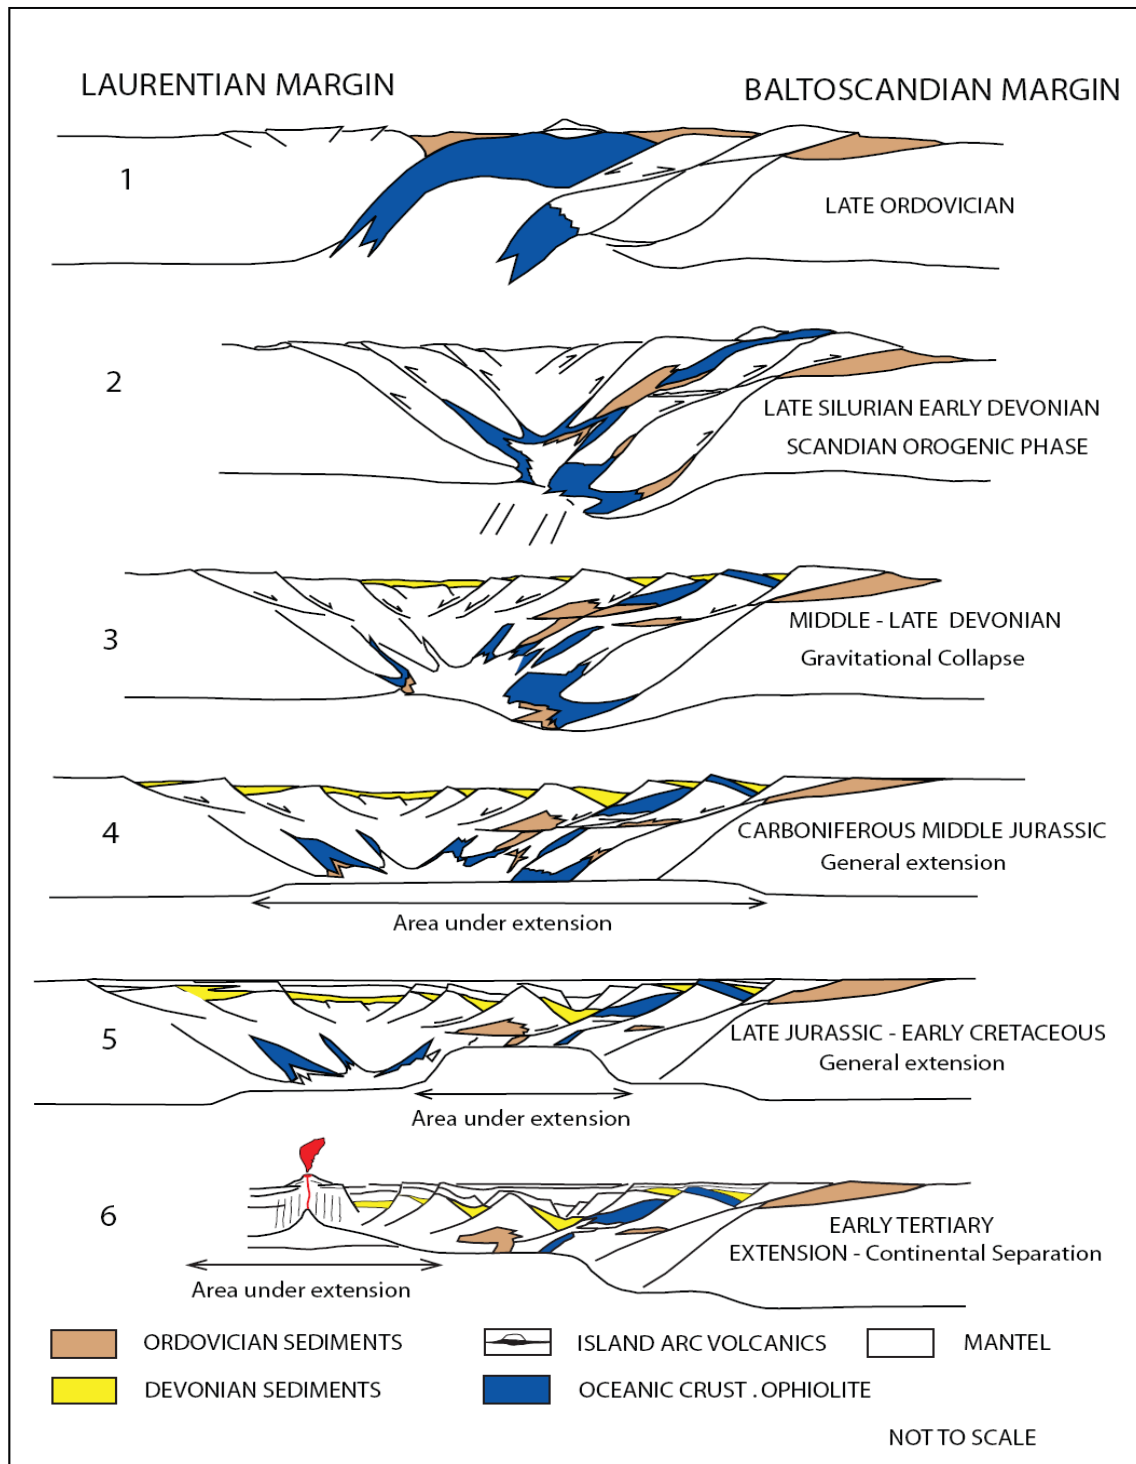 LAURENTIAN MARGIN
BALTOSCANDIAN MARGIN
1
LATE ORDOVICIAN
2
LATE SILURIAN EARLY DEVONIAN
SCANDIAN OROGENIC PHASE
3
MIDDLE - LATE DEVONIAN
Gravitational Collapse
4
CARBONIFEROUS MIDDLE JURASSIC
General extension
Area under extension
5
LATE JURASSIC - EARLY CRETACEOUS
General extension
Area under extension
6
EARLY TERTIARY
EXTENSION - Continental Separation
Area under extension
ORDOVICIAN SEDIMENTS
ISLAND ARC VOLCANICS
MANTEL
DEVONIAN SEDIMENTS
OCEANIC CRUST . OPHIOLITE
NOT TO SCALE